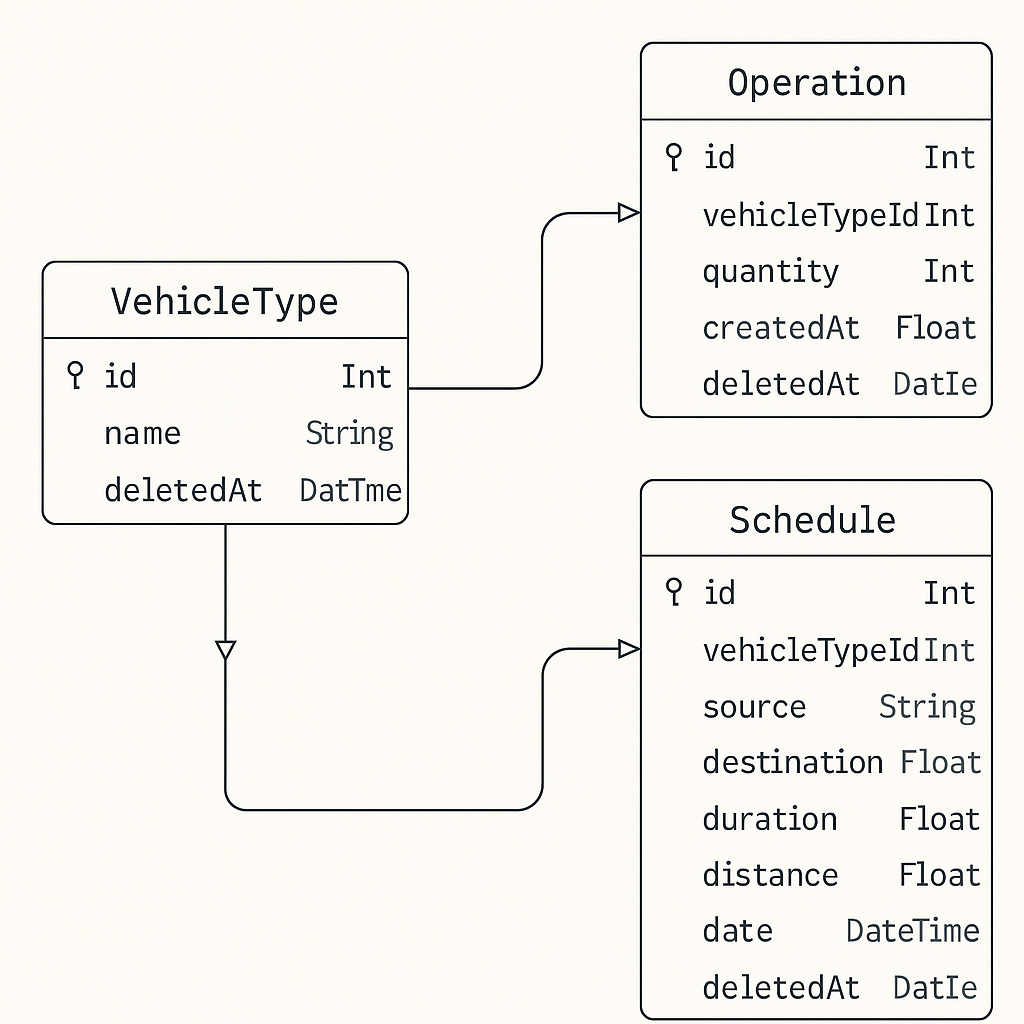 Operation
id Int
vehicleTypeId Int
quantity Int
createdAt Float
deletedAt DatIe
VehicleType
id Int
name String
deletedAt DatTme
Schedule
id Int
vehicleTypeId Int
source String
destination Float
duration Float
distance Float
date DateTime
deletedAt DatIe